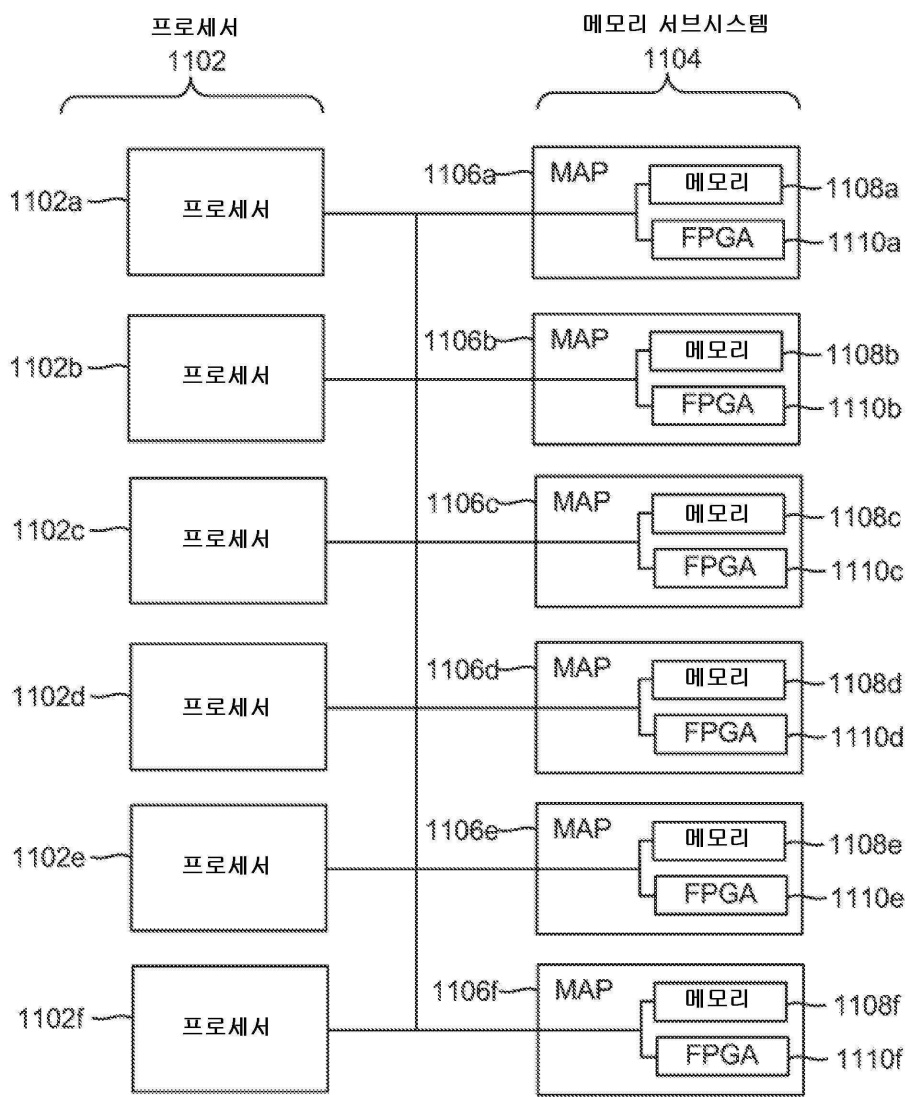 프로세서
1102
메모리 서브시스템
1104
1102a
프로세서
1106a
MAP
메모리
1108a
FPGA
1110a
1102b
프로세서
1106b
MAP
메모리
1108b
FPGA
1110b
1102c
프로세서
1106c
MAP
메모리
1108c
FPGA
1110c
1102d
프로세서
1106d
MAP
메모리
1108d
FPGA
1110d
1102e
프로세서
1106e
MAP
메모리
1108e
FPGA
1110e
1102f
프로세서
1106f
MAP
메모리
1108f
FPGA
1110f